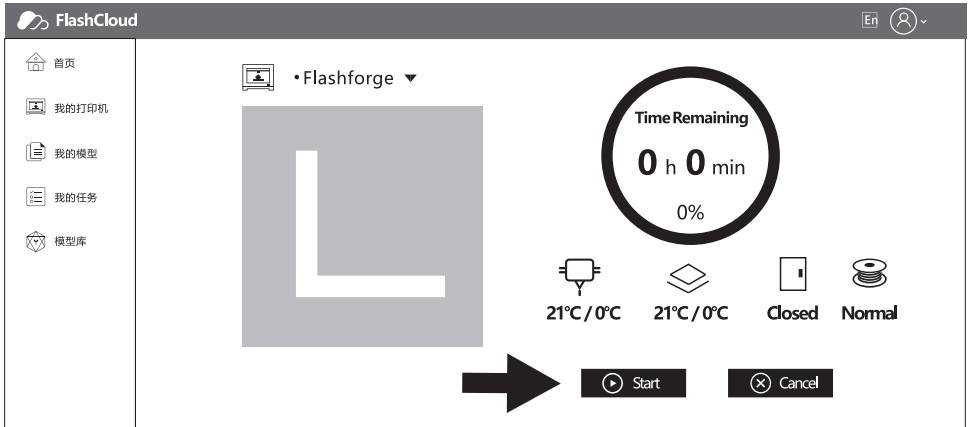 FlashCloud
En
首页
我的打印机
我的模型
我的任务
模型库
•Flashforge
Time Remaining
0 h 0 min
0%
21°C / 0°C
21°C / 0°C
Closed
Normal
Start
Cancel